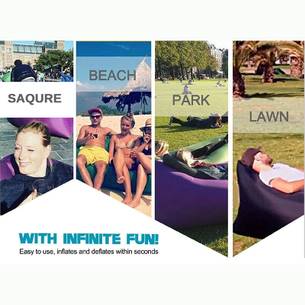 SAQURE
BEACH
PARK
LAWN
WITH INFINITE FUN!
Easy to use, inflates and deflates within seconds